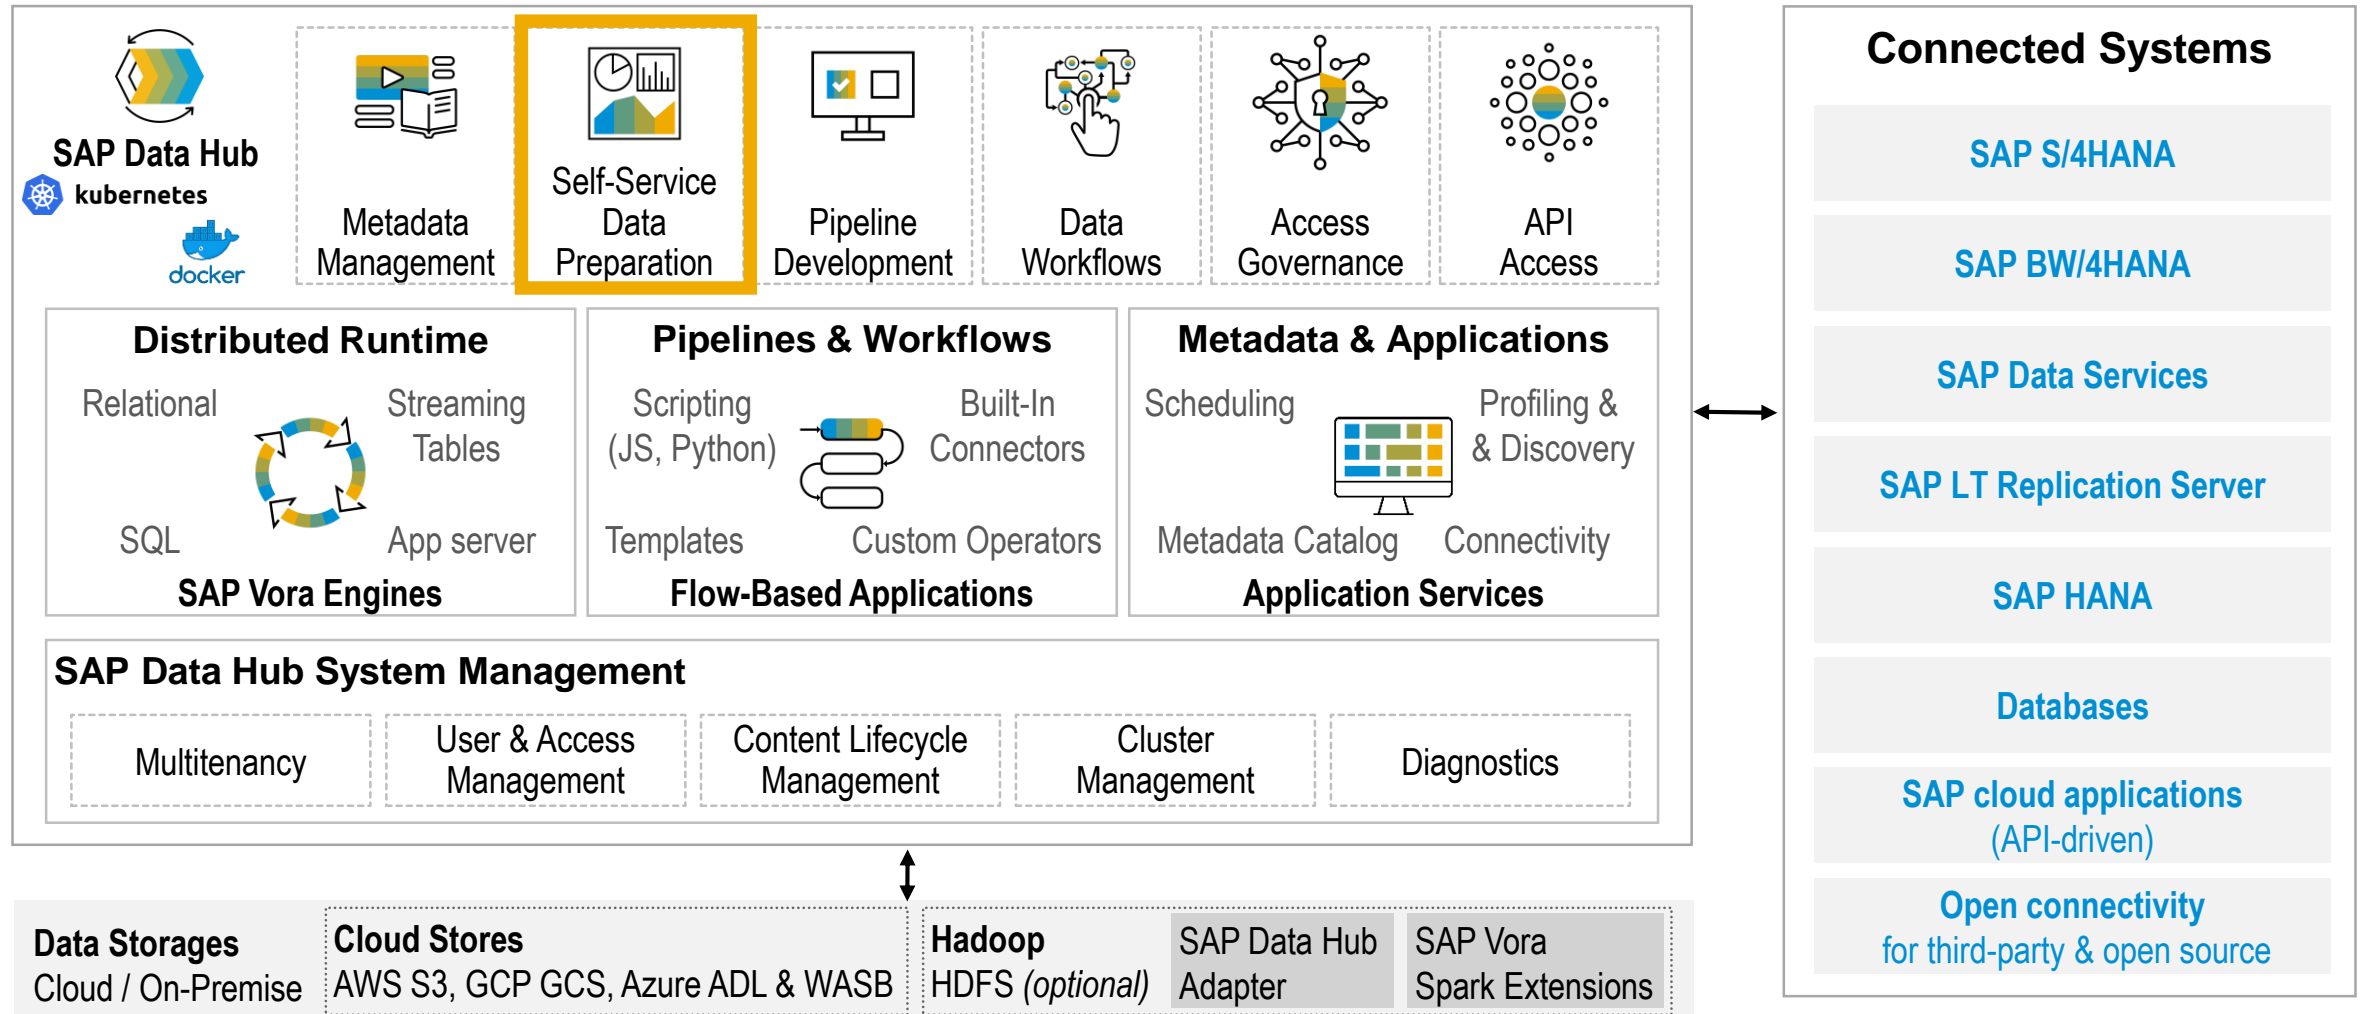 SAP Data Hub
kubernetes
docker
Metadata
Management
Self-Service
Data
Preparation
Pipeline
Development
Data
Workflows
Access
Governance
API
Access
Distributed Runtime
Relational
Streaming
Tables
SQL
App server
SAP Vora Engines
Pipelines & Workflows
Scripting
(JS, Python)
Built-In
Connectors
Templates
Custom Operators
Flow-Based Applications
Metadata & Applications
Scheduling
Profiling &
& Discovery
Metadata Catalog
Connectivity
Application Services
SAP Data Hub System Management
Multitenancy
User & Access
Management
Content Lifecycle
Management
Cluster
Management
Diagnostics
Data Storages
Cloud / On-Premise
Cloud Stores
AWS S3, GCP GCS, Azure ADL & WASB
Hadoop
HDFS (optional)
SAP Data Hub
Adapter
SAP Vora
Spark Extensions
Connected Systems
SAP S/4HANA
SAP BW/4HANA
SAP Data Services
SAP LT Replication Server
SAP HANA
Databases
SAP cloud applications
(API-driven)
Open connectivity
for third-party & open source